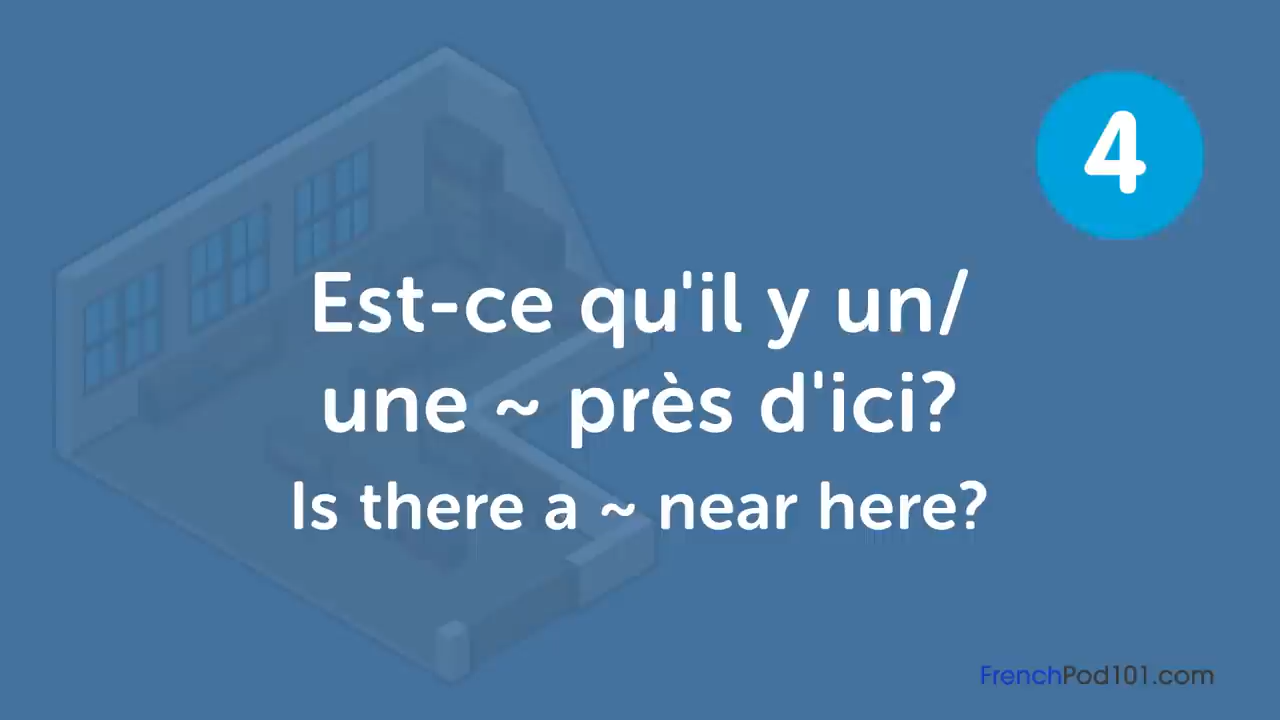 4
Est-ce qu'il y un/
une ~ près d'ici?
Is there a ~ near here?
FrenchPod101.com